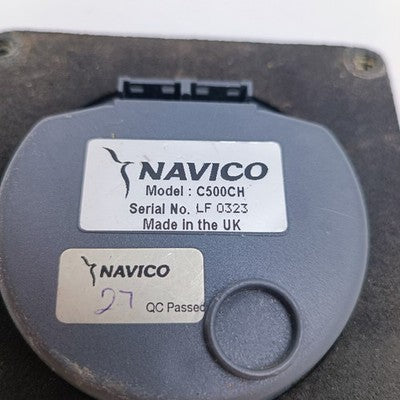 NAVICO
Model : C500CH
Serial No. LF 0323
Made in the UK
NAVICO
27
QC Passed